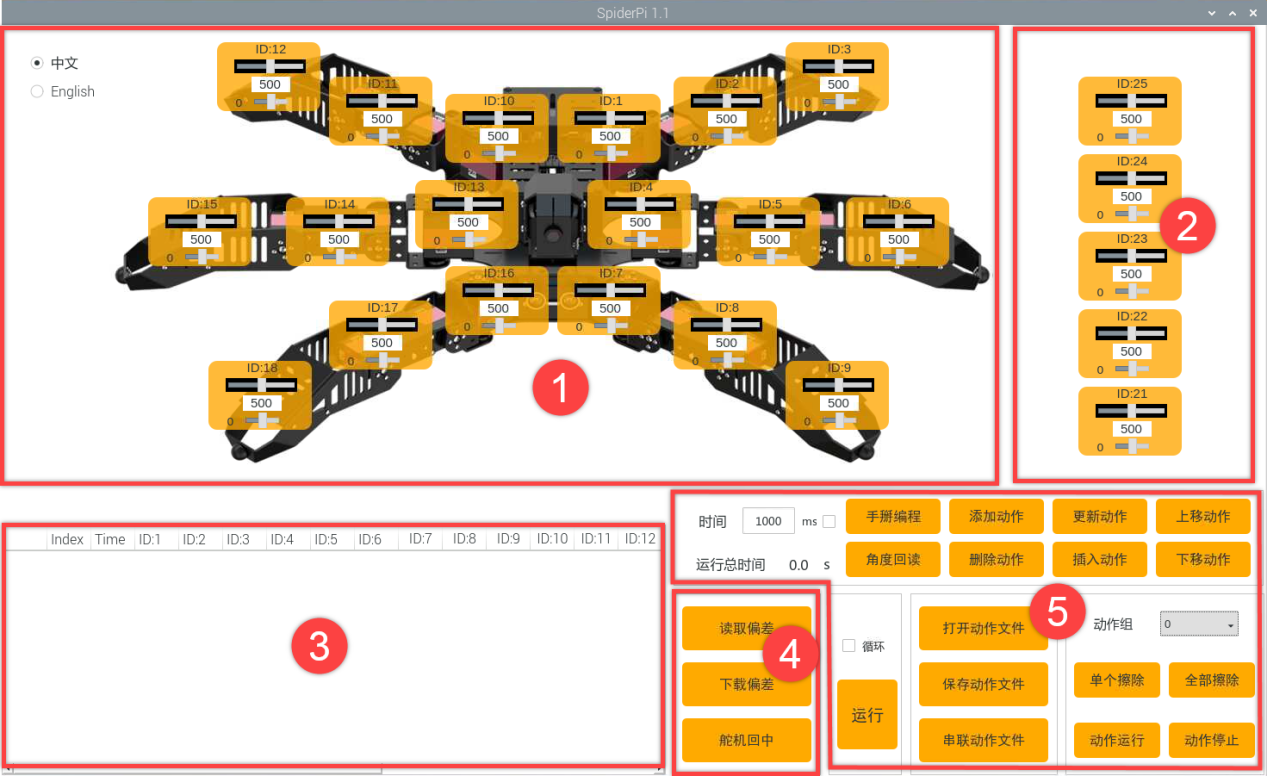 SpiderPi 1.1
中文
English
ID:12
500
0
ID:11
500
0
ID:10
500
0
ID:1
500
0
ID:2
500
0
ID:3
500
0
ID:15
500
0
ID:14
500
0
ID:13
500
0
ID:4
500
0
ID:5
500
0
ID:6
500
0
ID:18
500
0
ID:17
500
0
ID:16
500
0
ID:7
500
0
ID:8
500
0
ID:9
500
0
1
ID:25
500
0
ID:24
500
0
ID:23
500
0
ID:22
500
0
ID:21
500
0
2
Index Time ID:1 ID:2 ID:3 ID:4 ID:5 ID:6 ID:7 ID:8 ID:9 ID:10 ID:11 ID:12
3
时间 1000 ms 手掰编程 添加动作 更新动作 上移动作
运行总时间 0.0 s 角度回读 删除动作 插入动作 下移动作
读取偏差
下载偏差
舵机回中
4
循环
运行
打开动作文件
保存动作文件
串联动作文件
5
动作组 0
单个擦除 全部擦除
动作运行 动作停止